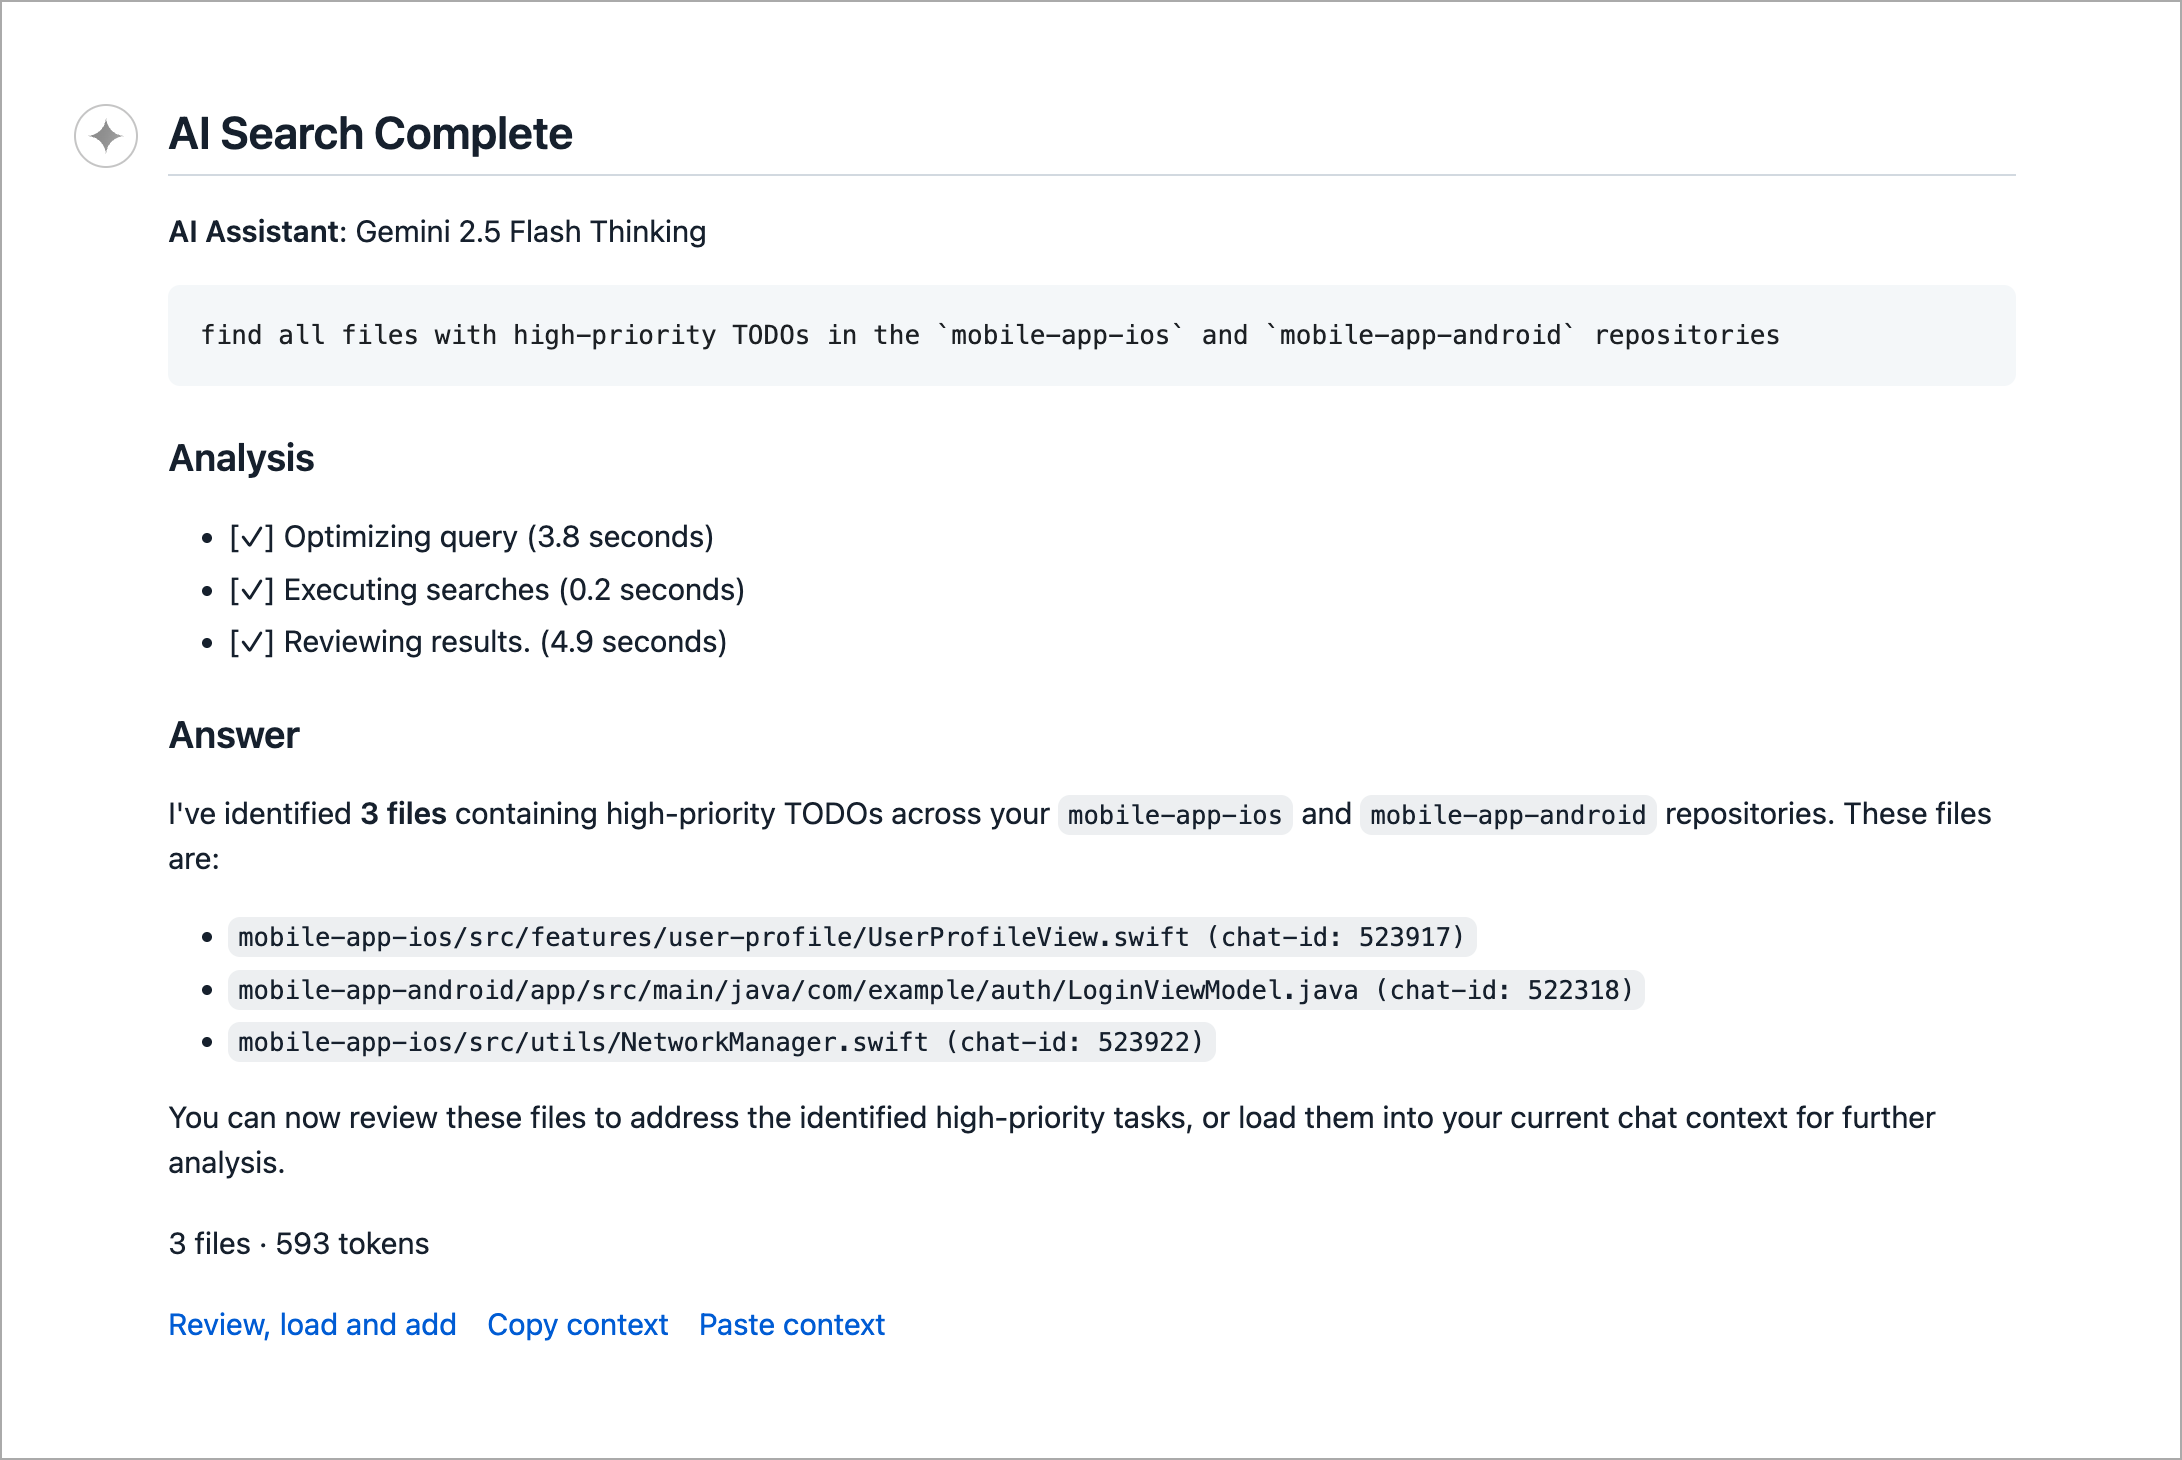 AI Search Complete
AI Assistant: Gemini 2.5 Flash Thinking
find all files with high-priority TODOs in the `mobile-app-ios` and `mobile-app-android` repositories
Analysis
• [✓] Optimizing query (3.8 seconds)
• [✓] Executing searches (0.2 seconds)
• [✓] Reviewing results. (4.9 seconds)
Answer
I've identified 3 files containing high-priority TODOs across your mobile-app-ios and mobile-app-android repositories. These files
are:
• mobile-app-ios/src/features/user-profile/UserProfileView.swift (chat-id: 523917)
• mobile-app-android/app/src/main/java/com/example/auth/LoginViewModel.java (chat-id: 522318)
• mobile-app-ios/src/utils/NetworkManager.swift (chat-id: 523922)
You can now review these files to address the identified high-priority tasks, or load them into your current chat context for further
analysis.
3 files · 593 tokens
Review, load and add Copy context Paste context